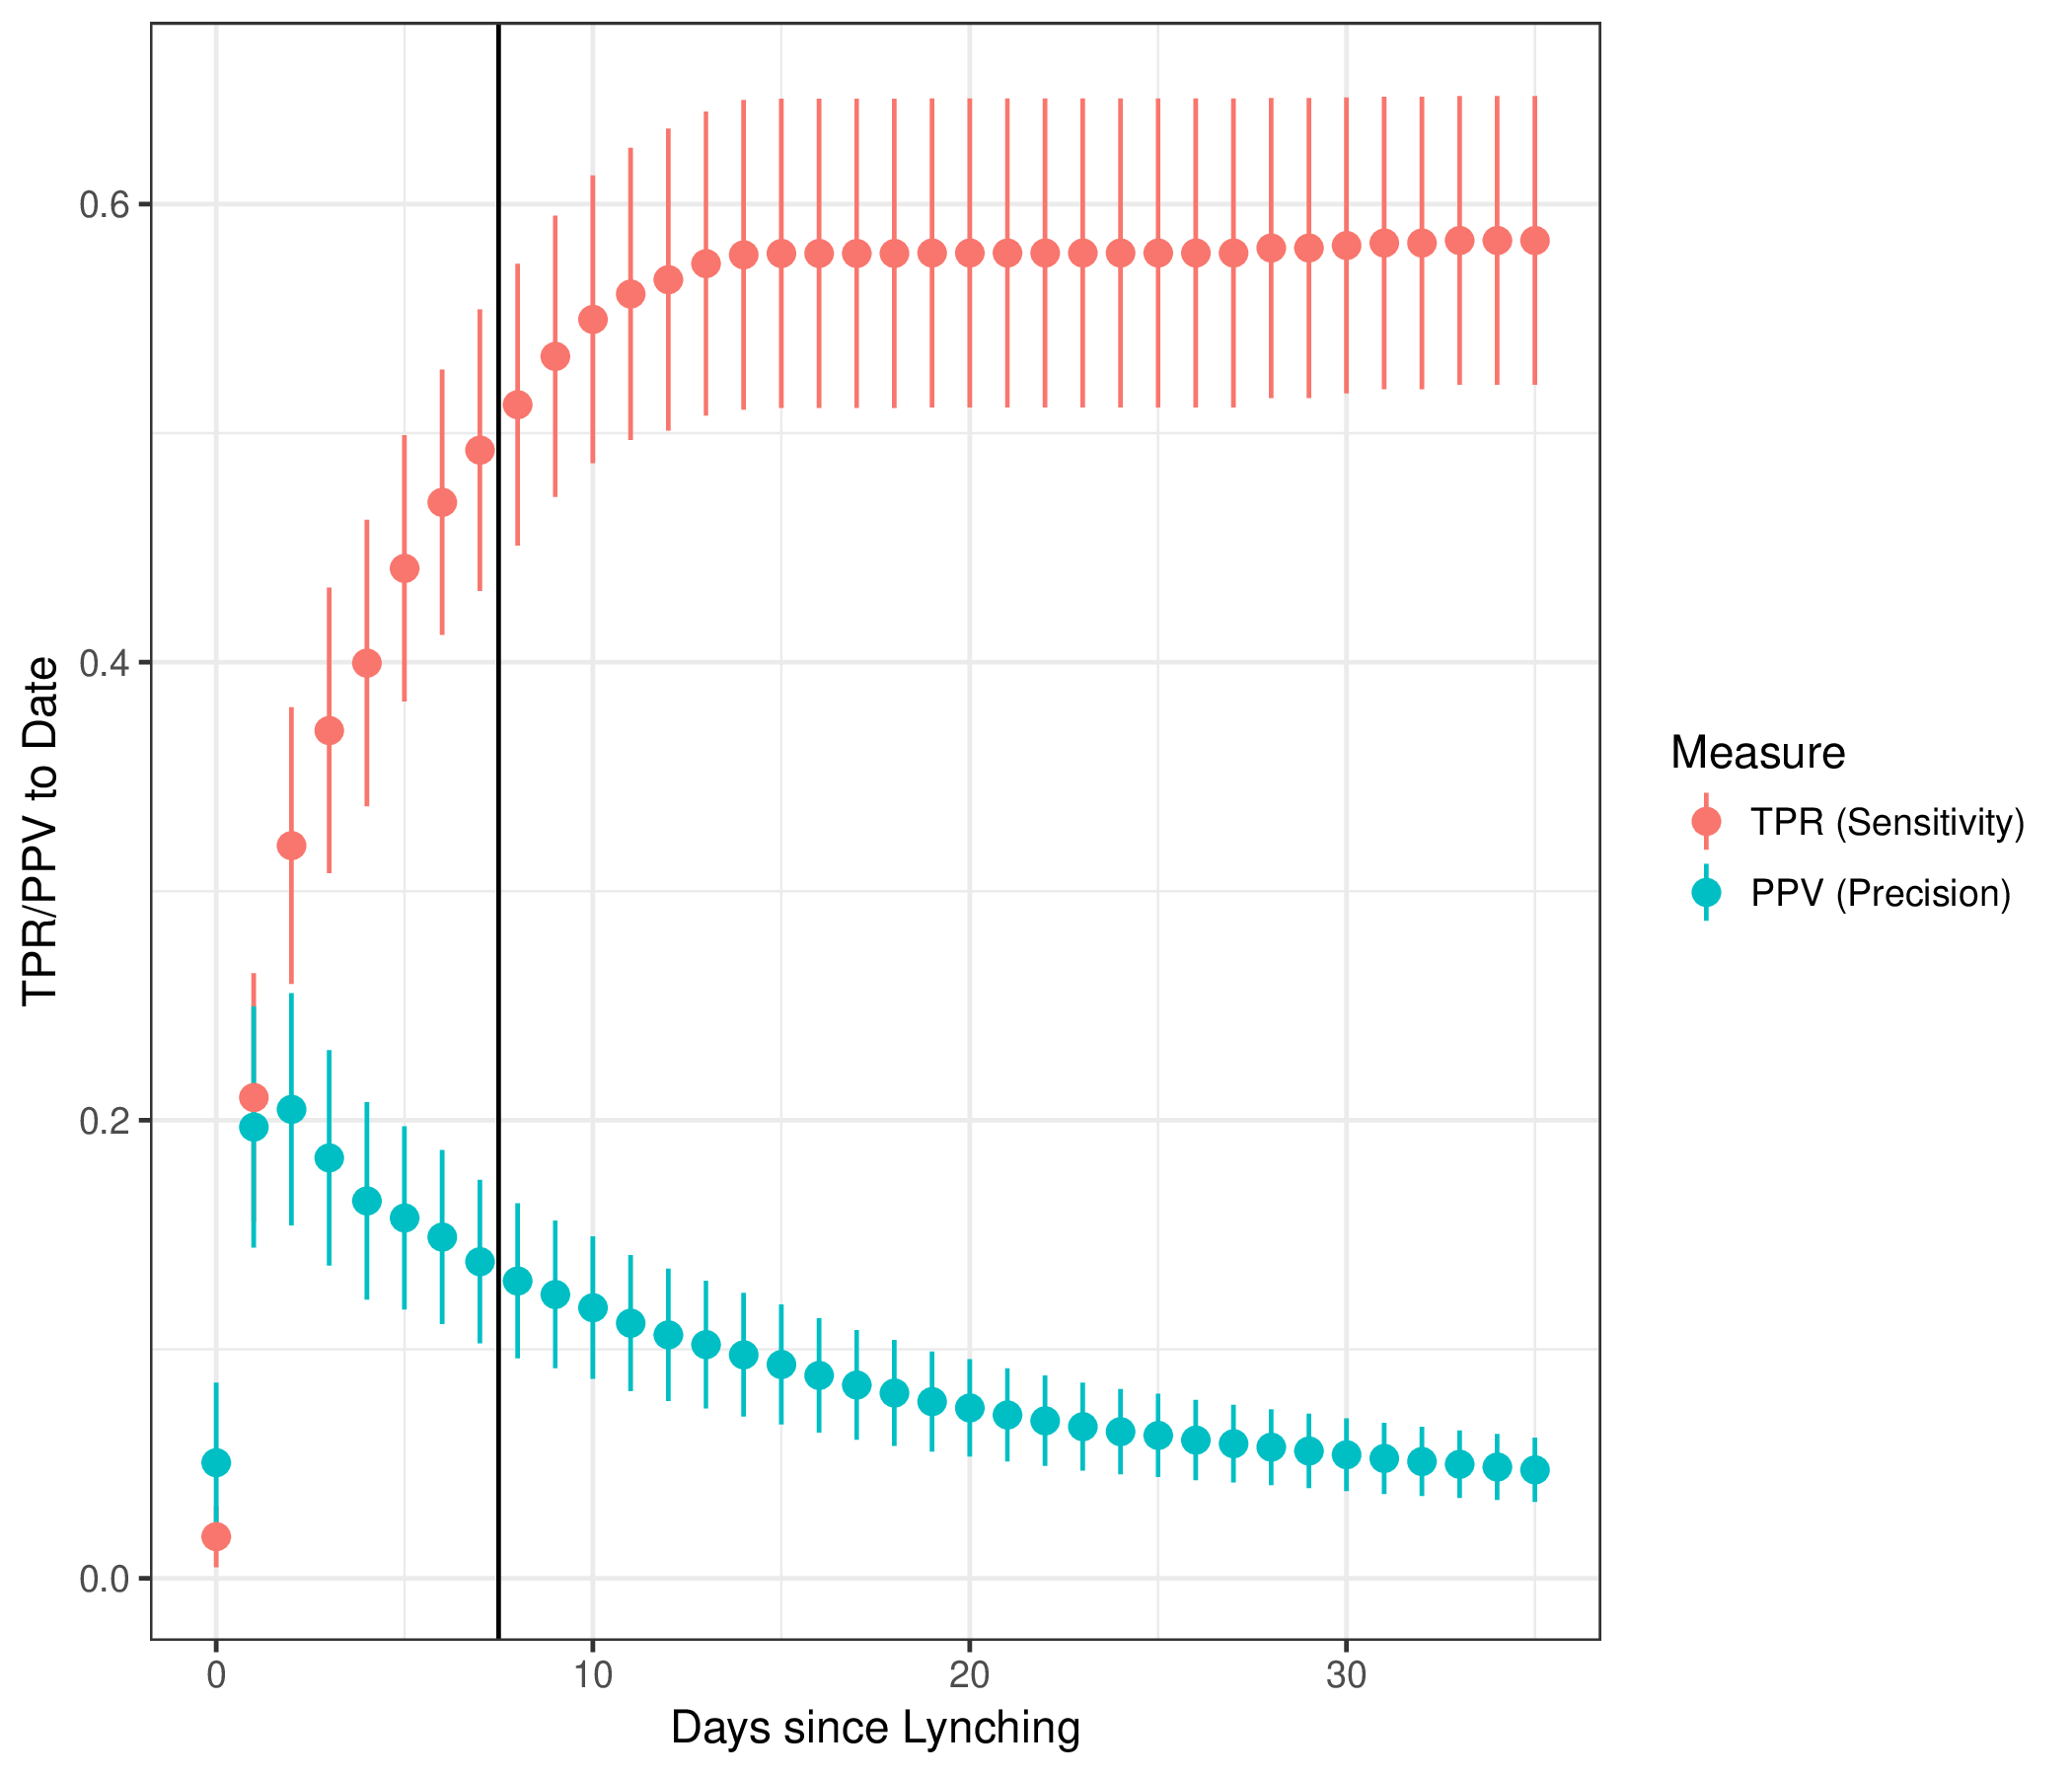 TPR/PPV to Date
0.6
0.4
0.2
0.0
0 10 20 30
Days since Lynching
Measure
TPR (Sensitivity)
PPV (Precision)